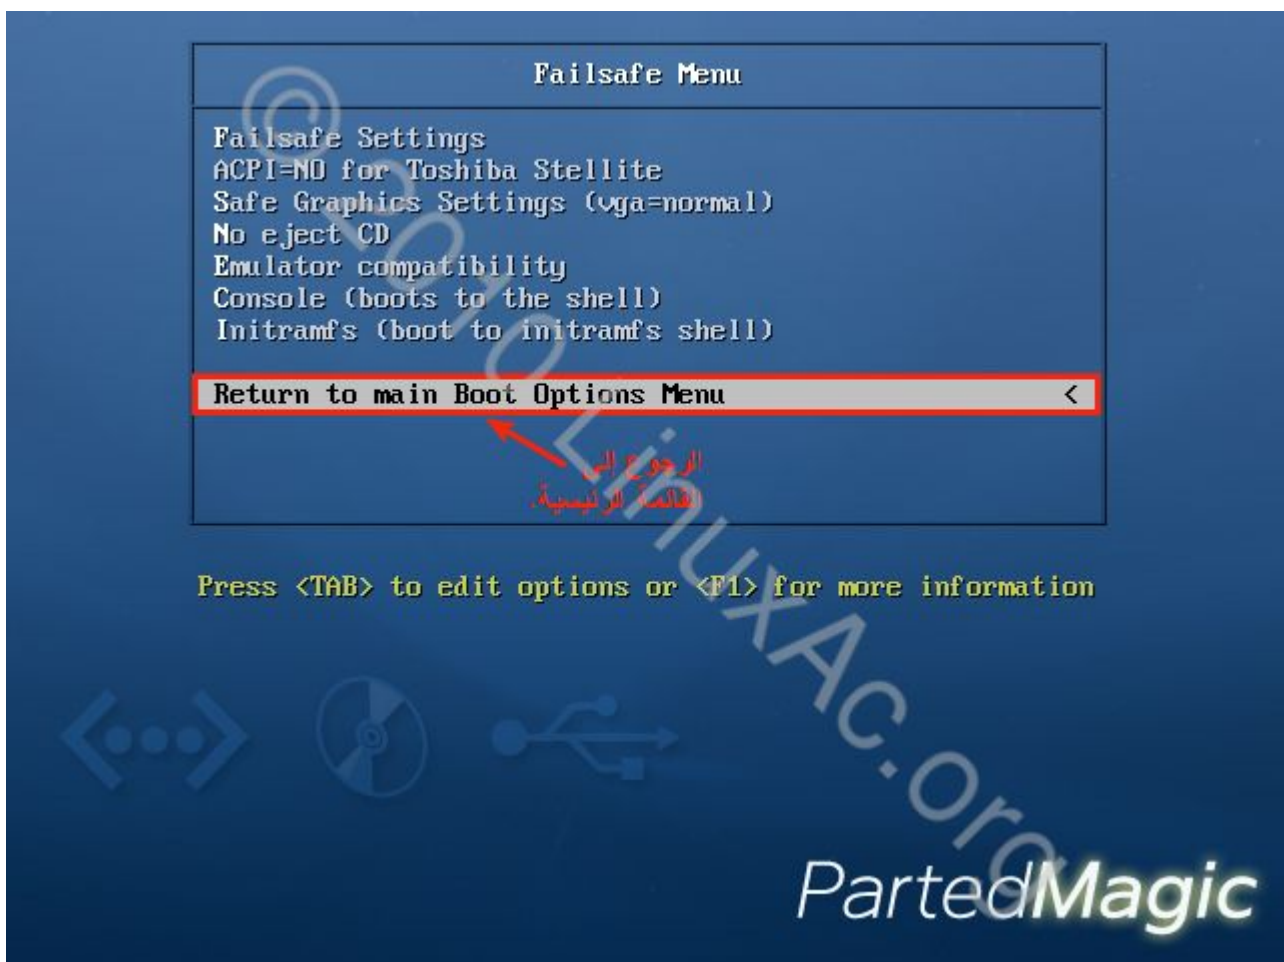 Failsafe Menu
Failsafe Settings
ACPI=NO for Toshiba Stellite
Safe Graphics Settings (vga=normal)
No eject CD
Emulator compatibility
Console (boots to the shell)
Initramfs (boot to initramfs shell)
Return to main Boot Options Menu <
الرجوع إلى
القائمة الرئيسية.
Press <TAB> to edit options or <F1> for more information
© 2010 LinuxAc.org
PartedMagic